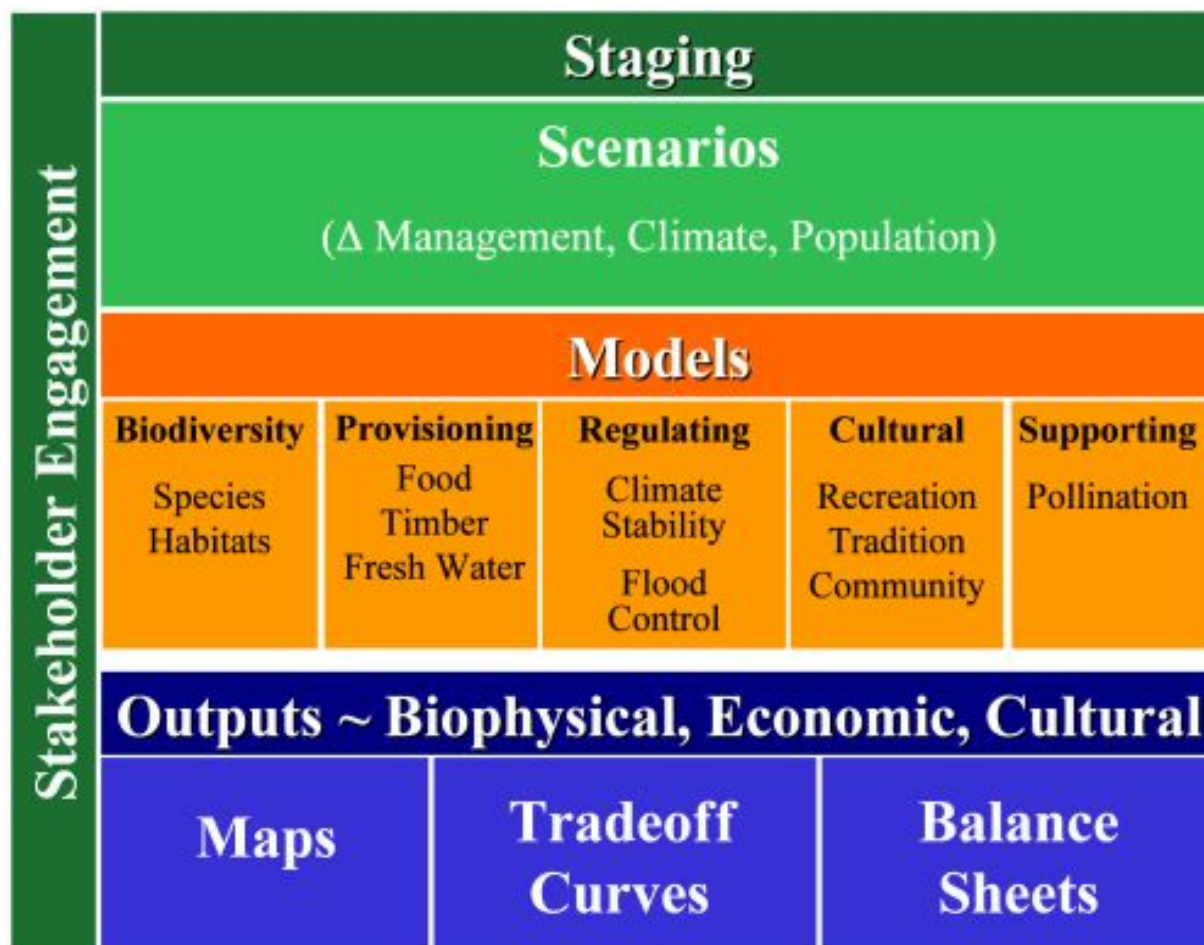 Stakeholder Engagement
Staging
Scenarios
(Δ Management, Climate, Population)
Models
Biodiversity
Species
Habitats
Provisioning
Food
Timber
Fresh Water
Regulating
Climate
Stability
Flood
Control
Cultural
Recreation
Tradition
Community
Supporting
Pollination
Outputs ~ Biophysical, Economic, Cultural
Maps
Tradeoff
Curves
Balance
Sheets